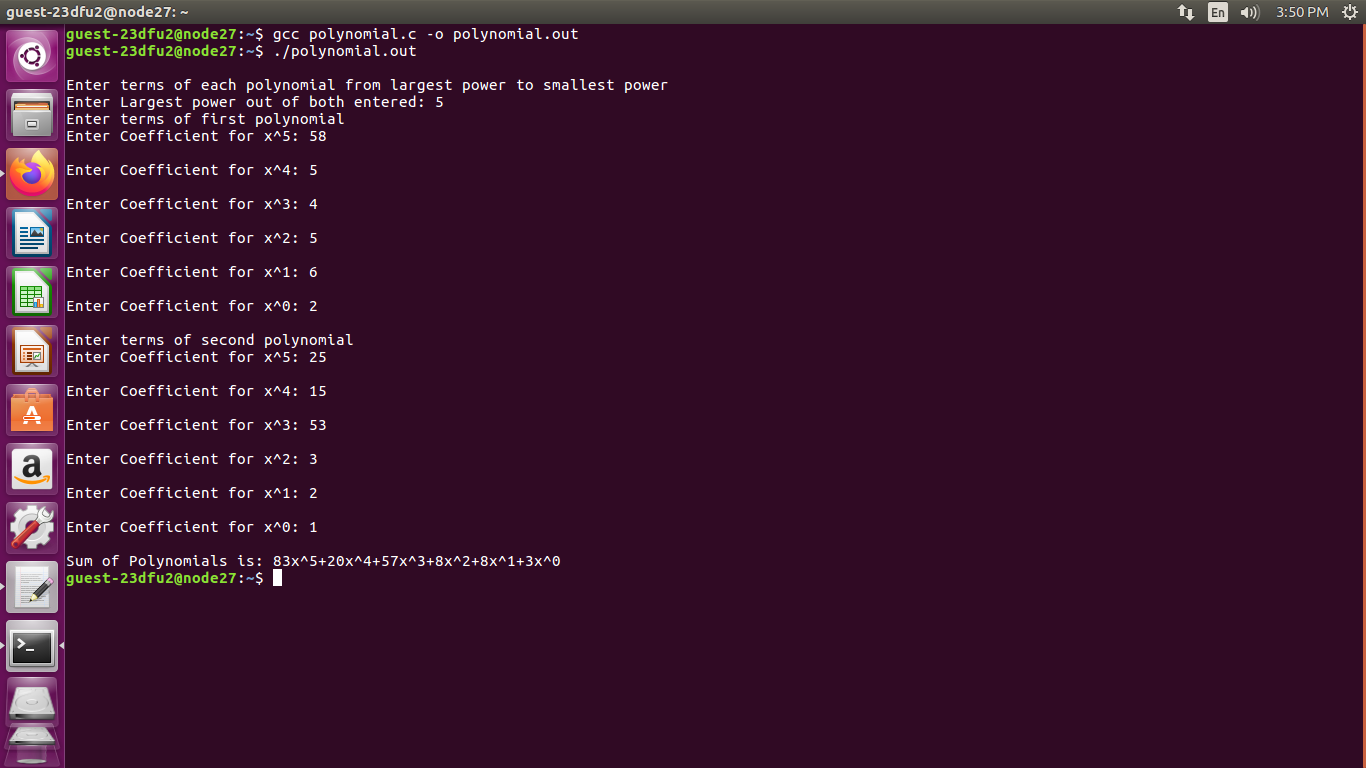 guest-23dfu2@node27: ~
En
3:50 PM
guest-23dfu2@node27:~$ gcc polynomial.c -o polynomial.out
guest-23dfu2@node27:~$ ./polynomial.out
Enter terms of each polynomial from largest power to smallest power
Enter Largest power out of both entered: 5
Enter terms of first polynomial
Enter Coefficient for x^5: 58
Enter Coefficient for x^4: 5
Enter Coefficient for x^3: 4
Enter Coefficient for x^2: 5
Enter Coefficient for x^1: 6
Enter Coefficient for x^0: 2
Enter terms of second polynomial
Enter Coefficient for x^5: 25
Enter Coefficient for x^4: 15
Enter Coefficient for x^3: 53
Enter Coefficient for x^2: 3
Enter Coefficient for x^1: 2
Enter Coefficient for x^0: 1
Sum of Polynomials is: 83x^5+20x^4+57x^3+8x^2+8x^1+3x^0
guest-23dfu2@node27:~$